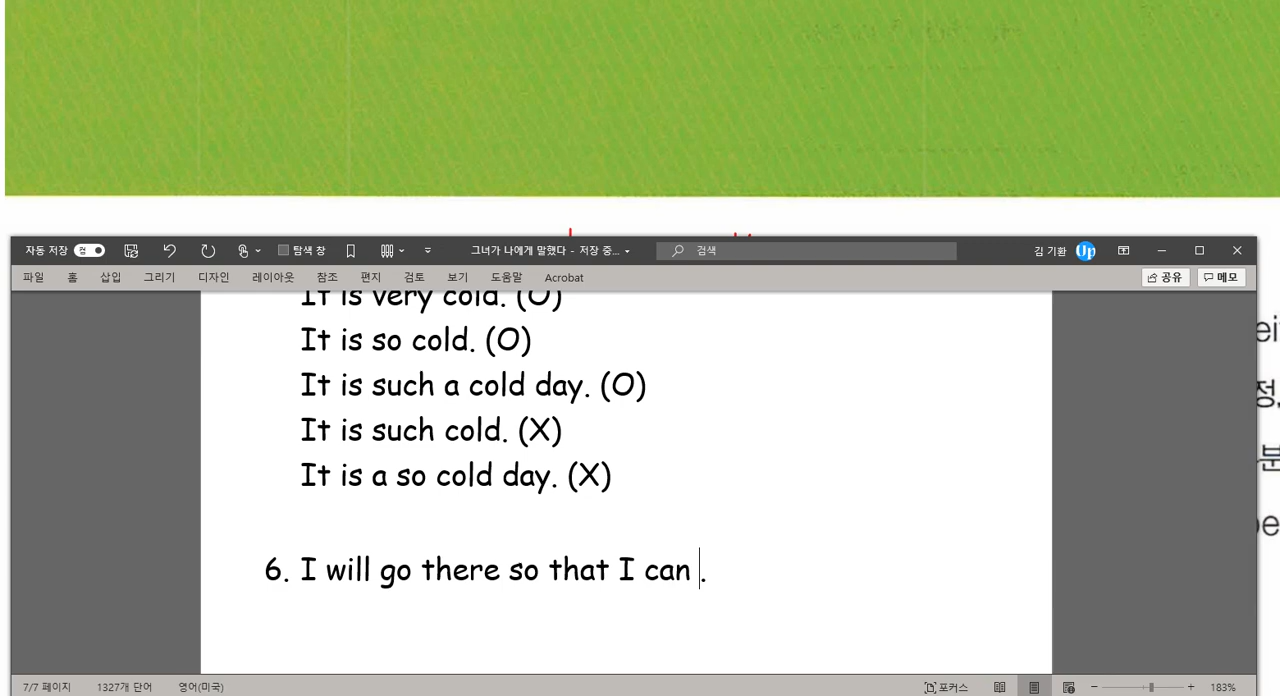 자동 저장 컴 탐색 창 그녀가 나에게 말했다 - 저장 중... 검색 김 기환 Up
파일 홈 삽입 그리기 디자인 레이아웃 참조 편지 검토 보기 도움말 Acrobat 공유 메모
It is very cold. (O)
It is so cold. (O)
It is such a cold day. (O)
It is such cold. (X)
It is a so cold day. (X)
6. I will go there so that I can .
7/7 페이지 1327개 단어 영어(미국) 포커스 183%